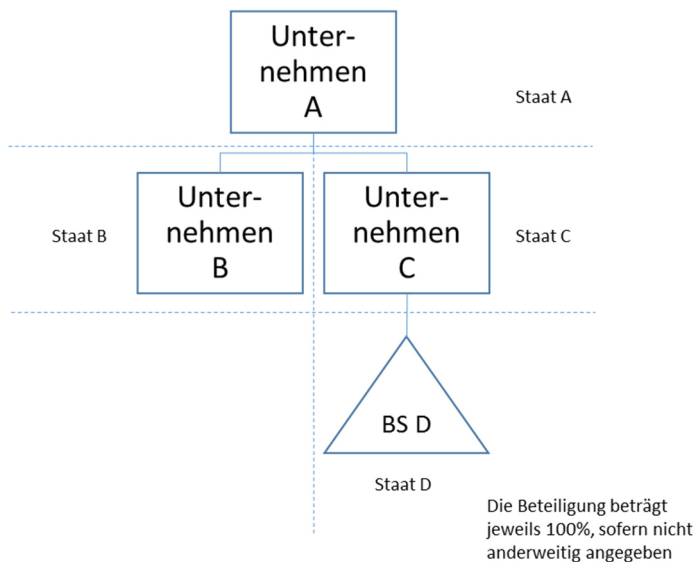 Unter-
nehmen
A
Staat A
Unter-
nehmen
B
Staat B
Unter-
nehmen
C
Staat C
BS D
Staat D
Die Beteiligung beträgt
jeweils 100%, sofern nicht
anderweitig angegeben